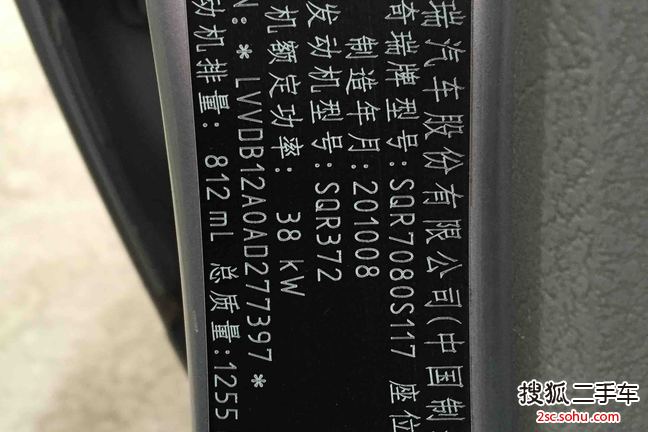 瑞汽车股份有限公司(中国制
奇瑞牌型号:SQR7080S117 座位
制造年月:201008
发动机型号:SQR372
机额定功率: 38 kW
N: * LVVDB12A0AD277397 *
动机排量: 812 mL 总质量:1255
搜狐二手车
2sc.sohu.com